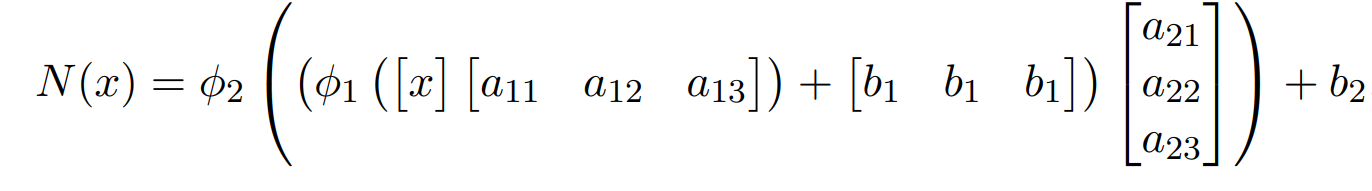 N(x) = ϕ₂ ( (ϕ₁ ([x] [a₁₁ a₁₂ a₁₃]) + [b₁ b₁ b₁]) [a₂₁ a₂₂ a₂₃] ) + b₂